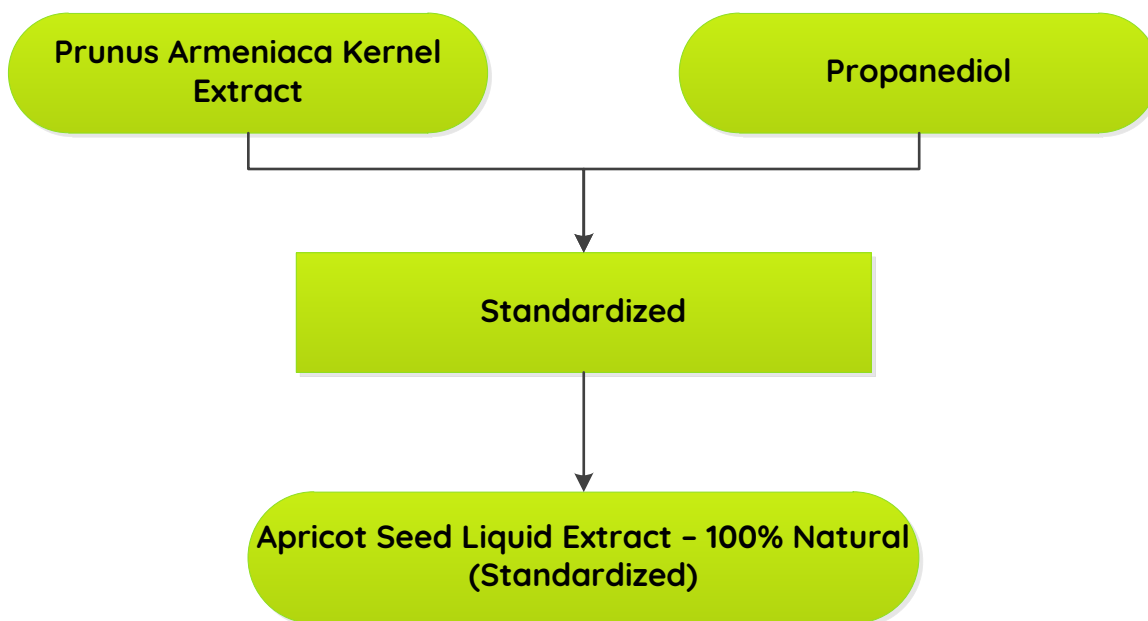 Prunus Armeniaca Kernel
Extract
Propanediol
Standardized
Apricot Seed Liquid Extract – 100% Natural
(Standardized)